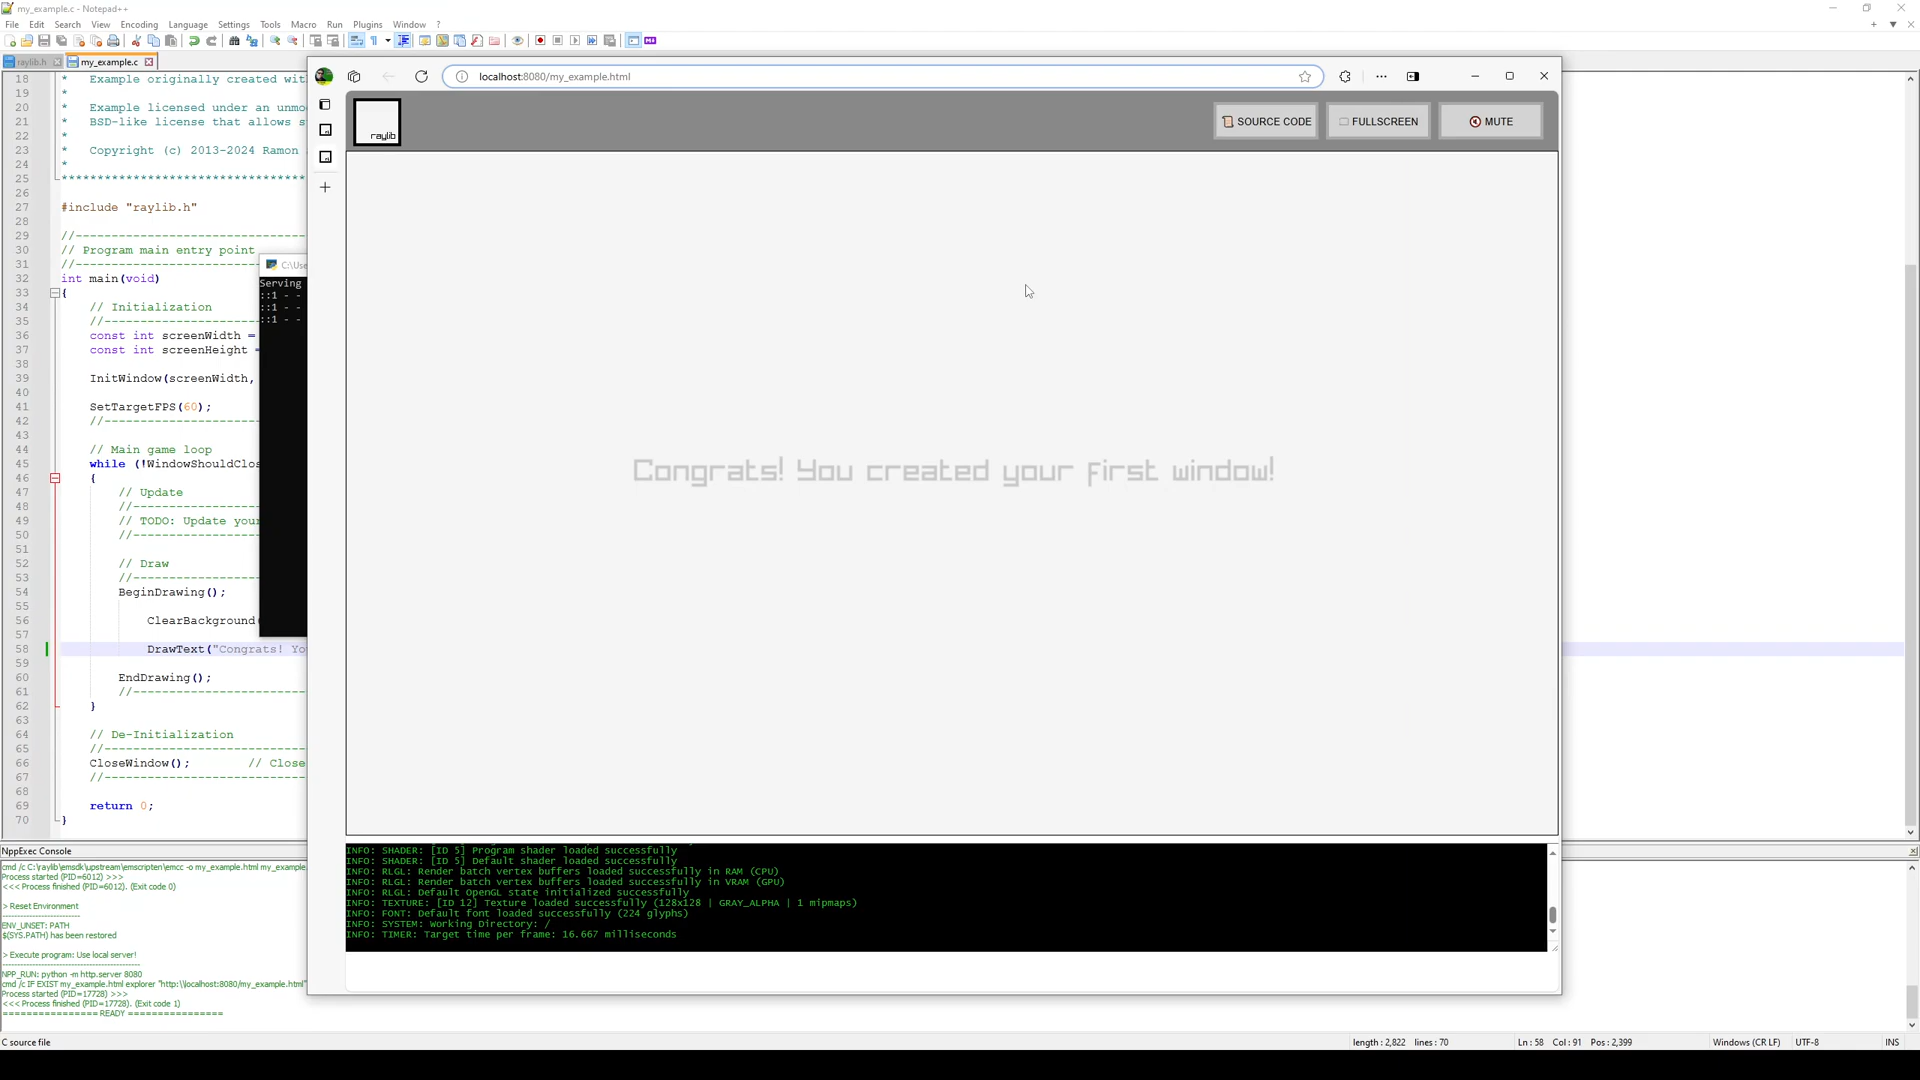 my_example.c - Notepad++
File Edit Search View Encoding Language Settings Tools Macro Run Plugins Window ?
raylib.h my_example.c
18 * Example originally created wit
19 *
20 * Example licensed under an unmo
21 * BSD-like license that allows s
22 *
23 * Copyright (c) 2013-2024 Ramon
24 *
25 **********************************
26
27 #include "raylib.h"
28
29 //---------------------------------
30 // Program main entry point
31 //---------------------------
32 int main(void)
33 {
34 // Initialization
35 //------------------------
36 const int screenWidth =
37 const int screenHeight =
38
39 InitWindow(screenWidth,
40
41 SetTargetFPS(60);
42 //------------------------
43
44 // Main game loop
45 while (!WindowShouldClos
46 {
47 // Update
48 //--------------------
49 // TODO: Update your
50 //--------------------
51
52 // Draw
53 //--------------------
54 BeginDrawing();
55
56 ClearBackground(
57
58 DrawText("Congrats! Yo
59
60 EndDrawing();
61 //--------------------------
62 }
63
64 // De-Initialization
65 //------------------------------
66 CloseWindow(); // Close
67 //------------------------------
68
69 return 0;
70 }
C:\Use
Serving
::1 - -
::1 - -
::1 - -
localhost:8080/my_example.html
raylib
SOURCE CODE FULLSCREEN MUTE
Congrats! You created your first window!
INFO: SHADER: [ID 5] Program shader loaded successfully
INFO: SHADER: [ID 5] Default shader loaded successfully
INFO: RLGL: Render batch vertex buffers loaded successfully in RAM (CPU)
INFO: RLGL: Render batch vertex buffers loaded successfully in VRAM (GPU)
INFO: RLGL: Default OpenGL state initialized successfully
INFO: TEXTURE: [ID 12] Texture loaded successfully (128x128 | GRAY_ALPHA | 1 mipmaps)
INFO: FONT: Default font loaded successfully (224 glyphs)
INFO: SYSTEM: Working Directory: /
INFO: TIMER: Target time per frame: 16.667 milliseconds
NppExec Console
cmd /c C:\raylib\emsdk\upstream\emscripten\emcc -o my_example.html my_example.
Process started (PID=6012) >>>
<<< Process finished (PID=6012). (Exit code 0)
> Reset Environment
--------------------------
ENV_UNSET: PATH
$(SYS.PATH) has been restored
> Execute program: Use local server!
--------------------------------------------
NPP_RUN: python -m http.server 8080
cmd /c IF EXIST my_example.html explorer "http:\\localhost:8080/my_example.html"
Process started (PID=17728) >>>
<<< Process finished (PID=17728). (Exit code 1)
================ READY ================
C source file length : 2,822 lines : 70 Ln : 58 Col : 91 Pos : 2,399 Windows (CR LF) UTF-8 INS